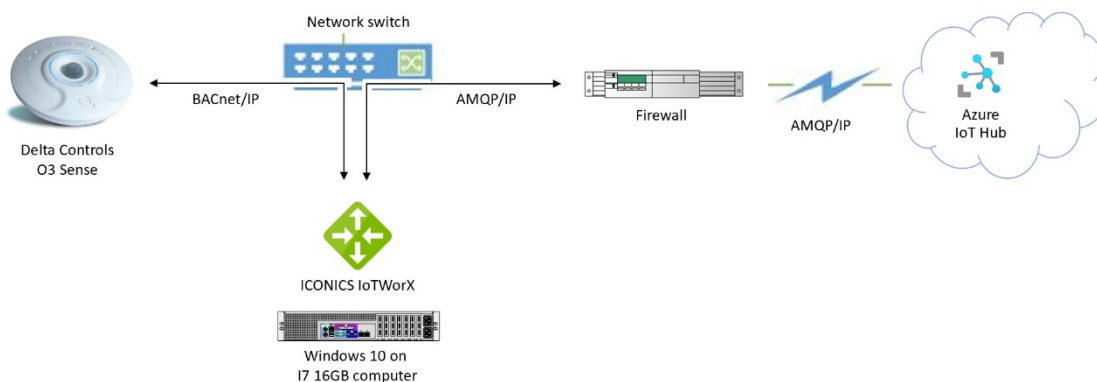 Network switch
BACnet/IP
AMQP/IP
Delta Controls
O3 Sense
Firewall
AMQP/IP
Azure
IoT Hub
ICONICS IoTWorX
Windows 10 on
I7 16GB computer